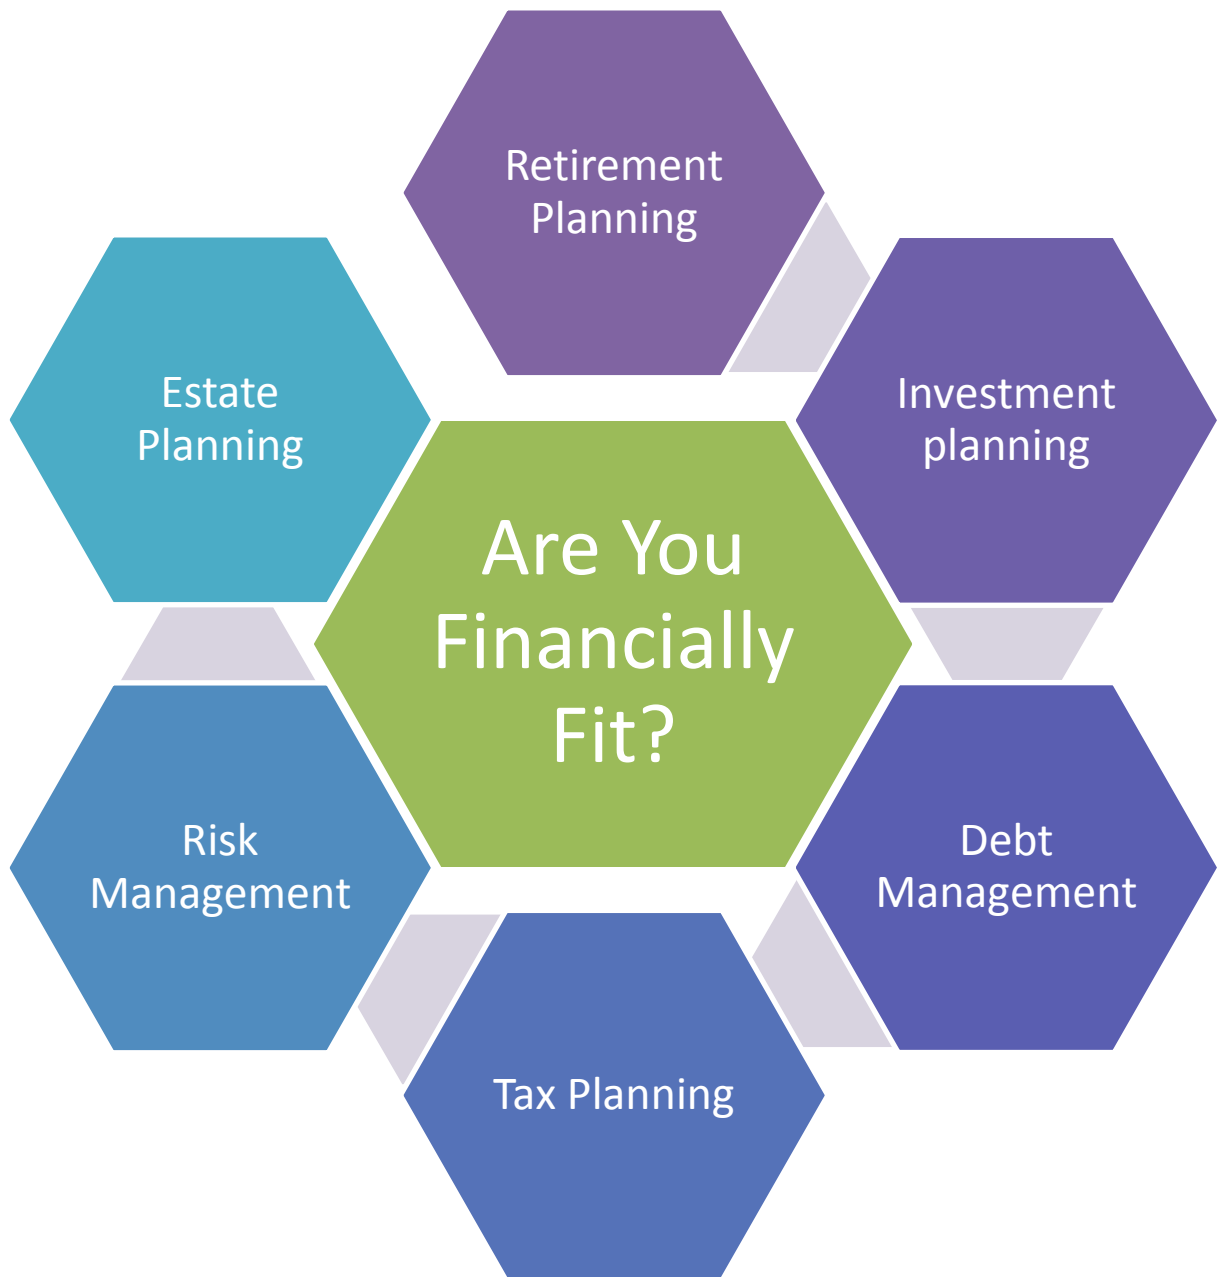 Retirement
Planning
Investment
planning
Debt
Management
Tax Planning
Risk
Management
Estate
Planning
Are You
Financially
Fit?